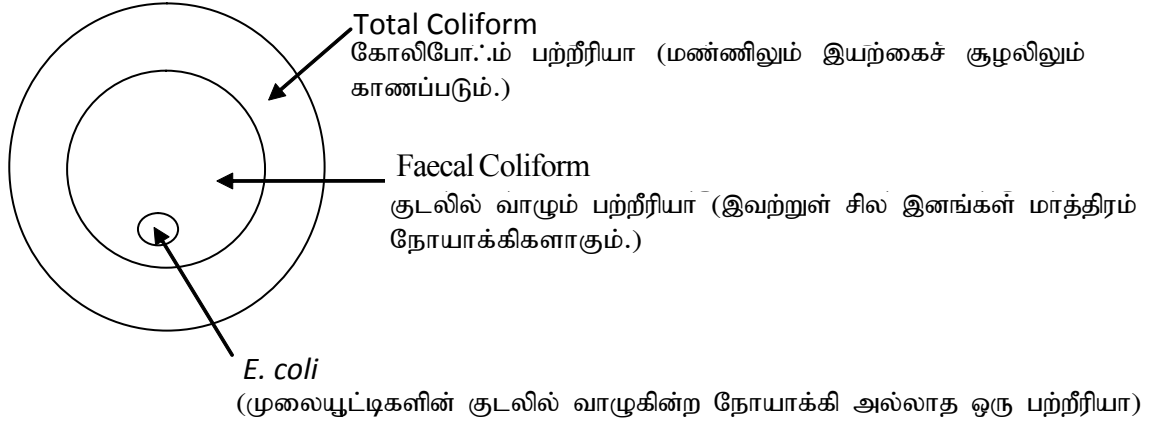 Total Coliform
கோலிபோஃ.ம் பற்றீரியா (மண்ணிலும் இயற்கைச் சூழலிலும்
காணப்படும்.)
Faecal Coliform
குடலில் வாழும் பற்றீரியா (இவற்றுள் சில இனங்கள் மாத்திரம்
நோயாக்கிகளாகும்.)
E. coli
(முலையூட்டிகளின் குடலில் வாழுகின்ற நோயாக்கி அல்லாத ஒரு பற்றீரியா)